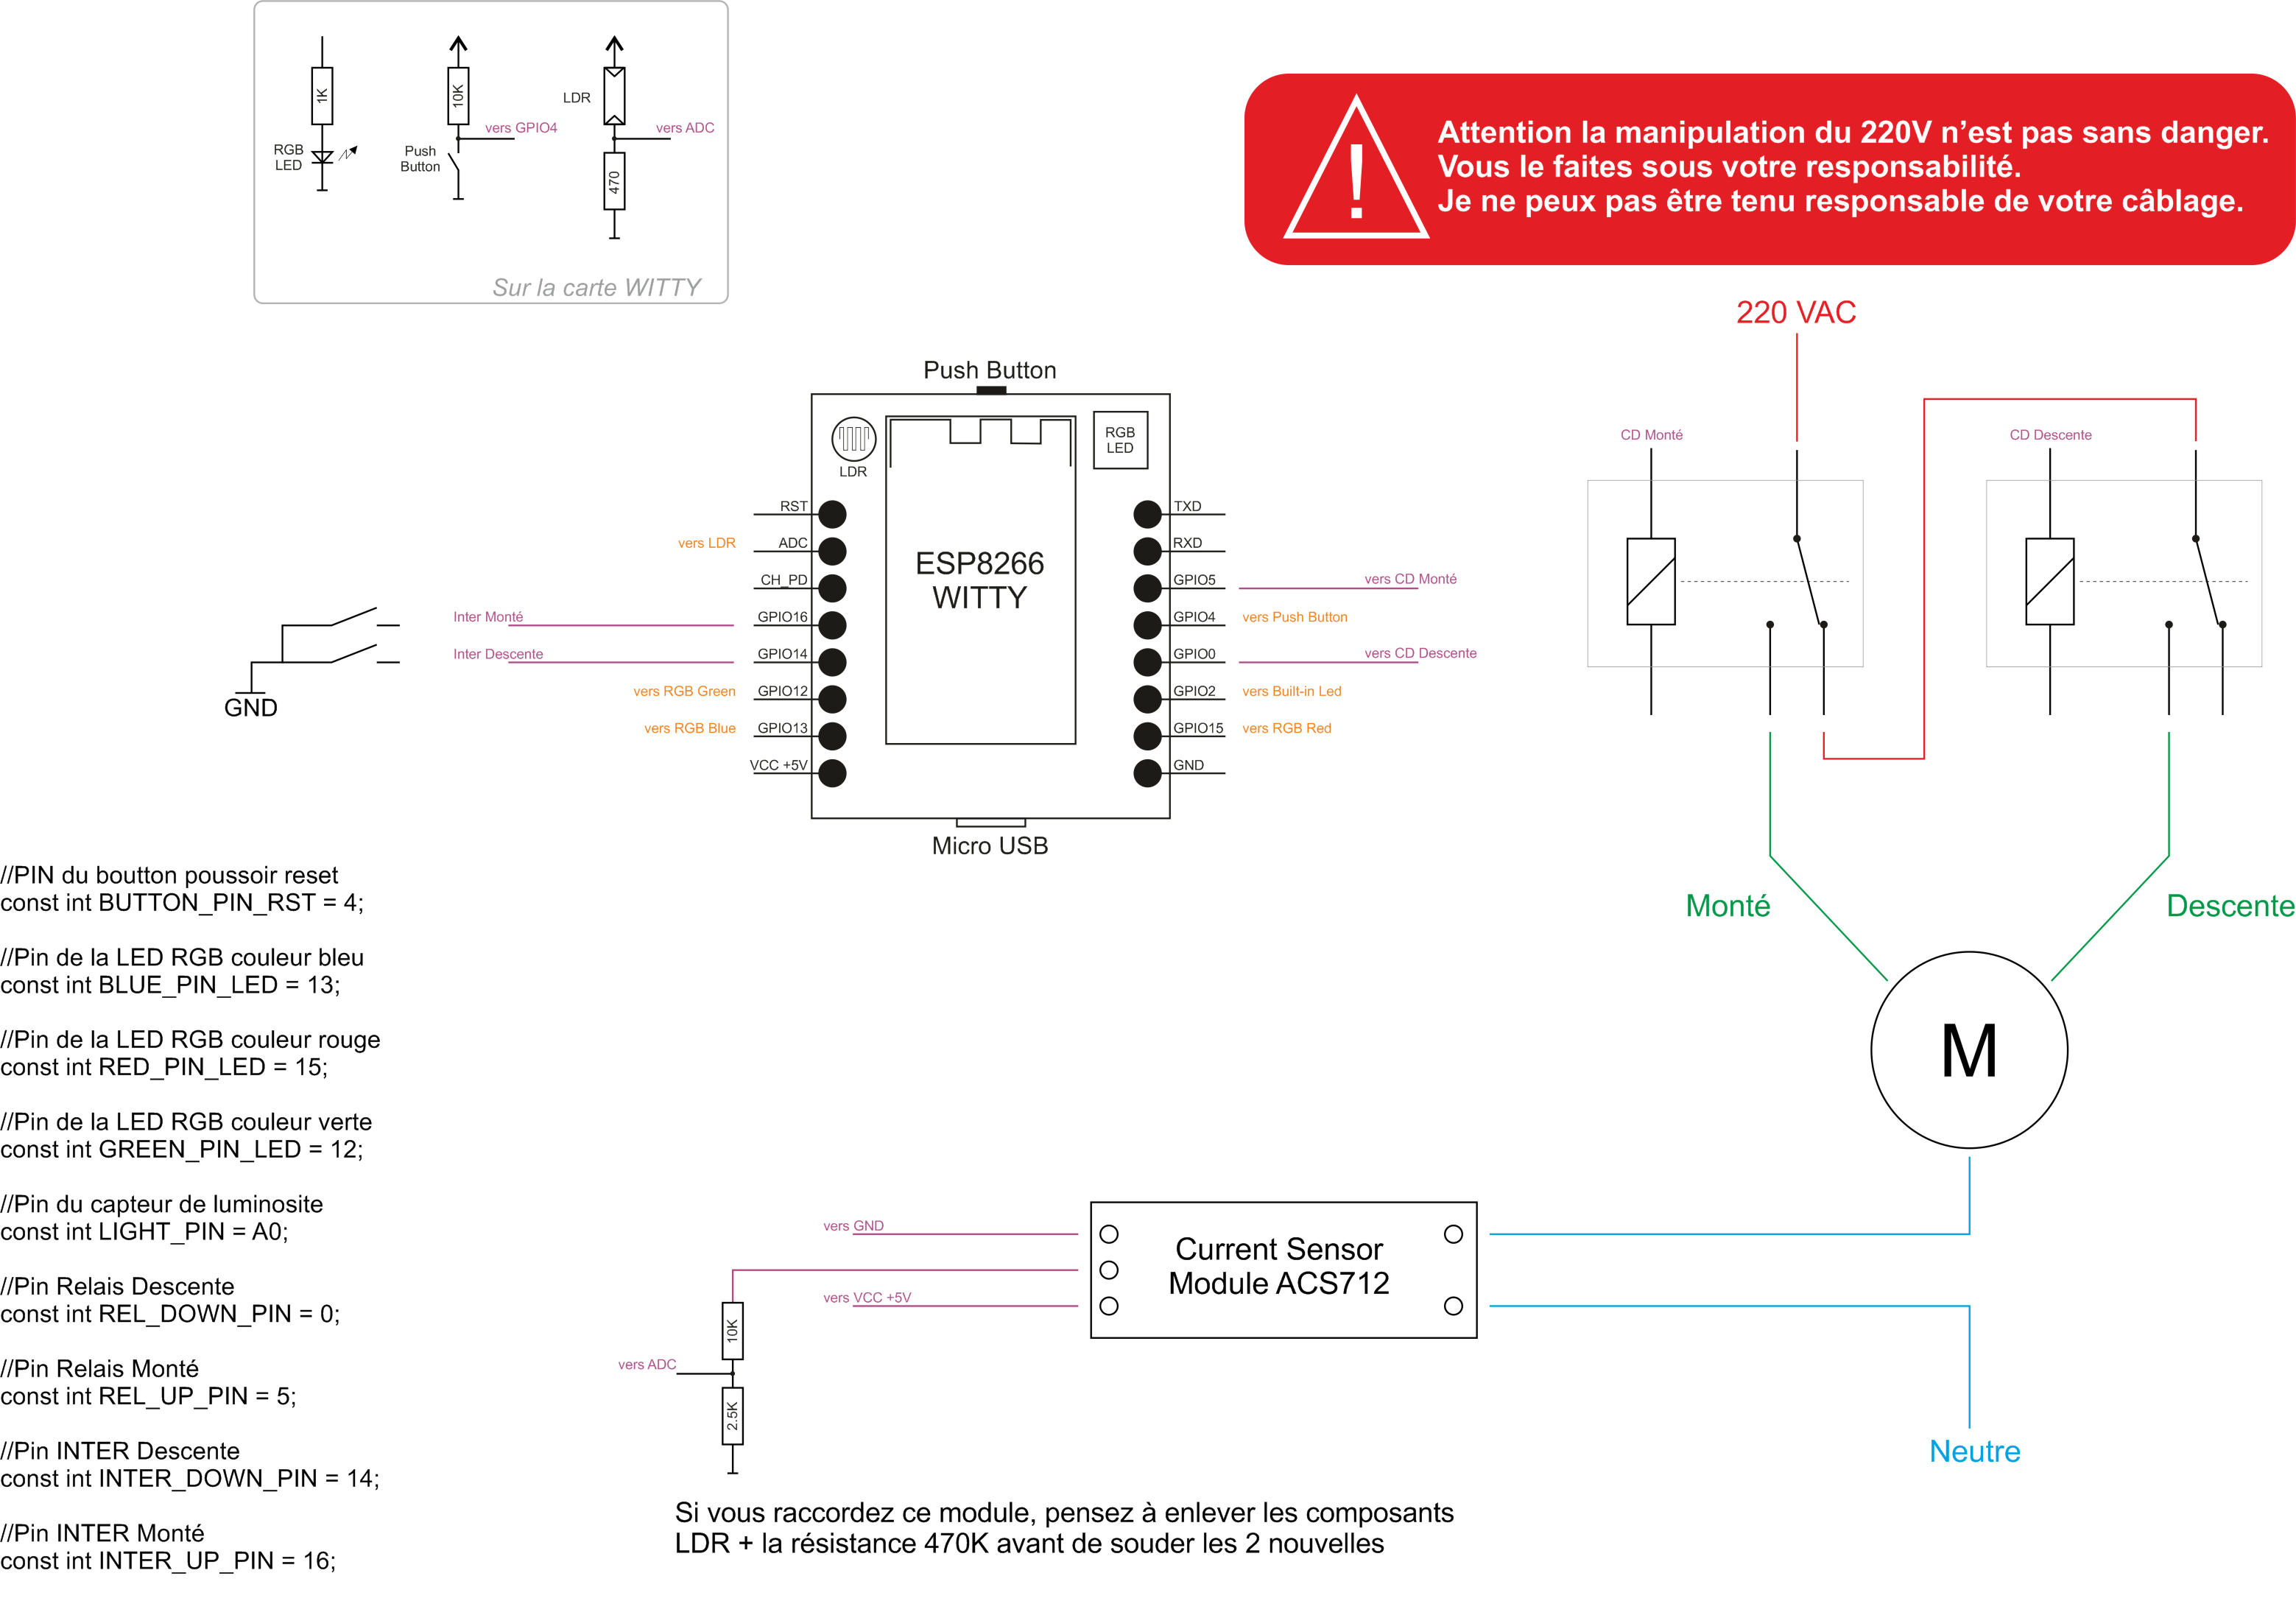 1K
RGB
LED
10K
vers GPIO4
Push
Button
LDR
vers ADC
470
Sur la carte WITTY
!
Attention la manipulation du 220V n’est pas sans danger.
Vous le faites sous votre responsabilité.
Je ne peux pas être tenu responsable de votre câblage.
220 VAC
CD Monté
CD Descente
Push Button
LDR
RGB
LED
ESP8266
WITTY
RST
vers LDR
ADC
CH_PD
Inter Monté
GPIO16
Inter Descente
GPIO14
vers RGB Green
GPIO12
vers RGB Blue
GPIO13
VCC +5V
TXD
RXD
GPIO5
vers CD Monté
GPIO4
vers Push Button
GPIO0
vers CD Descente
GPIO2
vers Built-in Led
GPIO15
vers RGB Red
GND
GND
Micro USB
Monté
Descente
M
//PIN du boutton poussoir reset
const int BUTTON_PIN_RST = 4;
//Pin de la LED RGB couleur bleu
const int BLUE_PIN_LED = 13;
//Pin de la LED RGB couleur rouge
const int RED_PIN_LED = 15;
//Pin de la LED RGB couleur verte
const int GREEN_PIN_LED = 12;
//Pin du capteur de luminosite
const int LIGHT_PIN = A0;
//Pin Relais Descente
const int REL_DOWN_PIN = 0;
//Pin Relais Monté
const int REL_UP_PIN = 5;
//Pin INTER Descente
const int INTER_DOWN_PIN = 14;
//Pin INTER Monté
const int INTER_UP_PIN = 16;
vers GND
vers VCC +5V
10K
vers ADC
2.5K
Current Sensor
Module ACS712
Neutre
Si vous raccordez ce module, pensez à enlever les composants
LDR + la résistance 470K avant de souder les 2 nouvelles